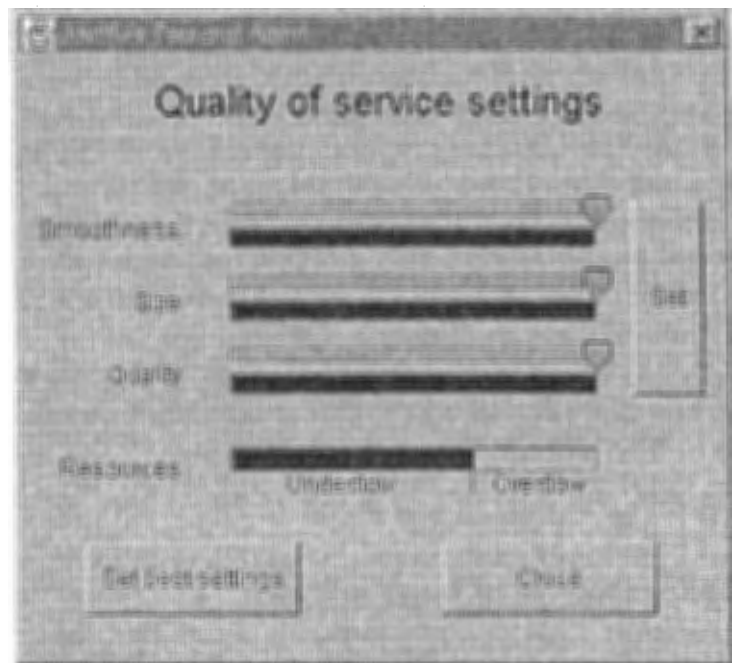 Quality of service settings
Smoothness
Size
Set
Quality
Resources
Underflow Overflow
Get best settings Close